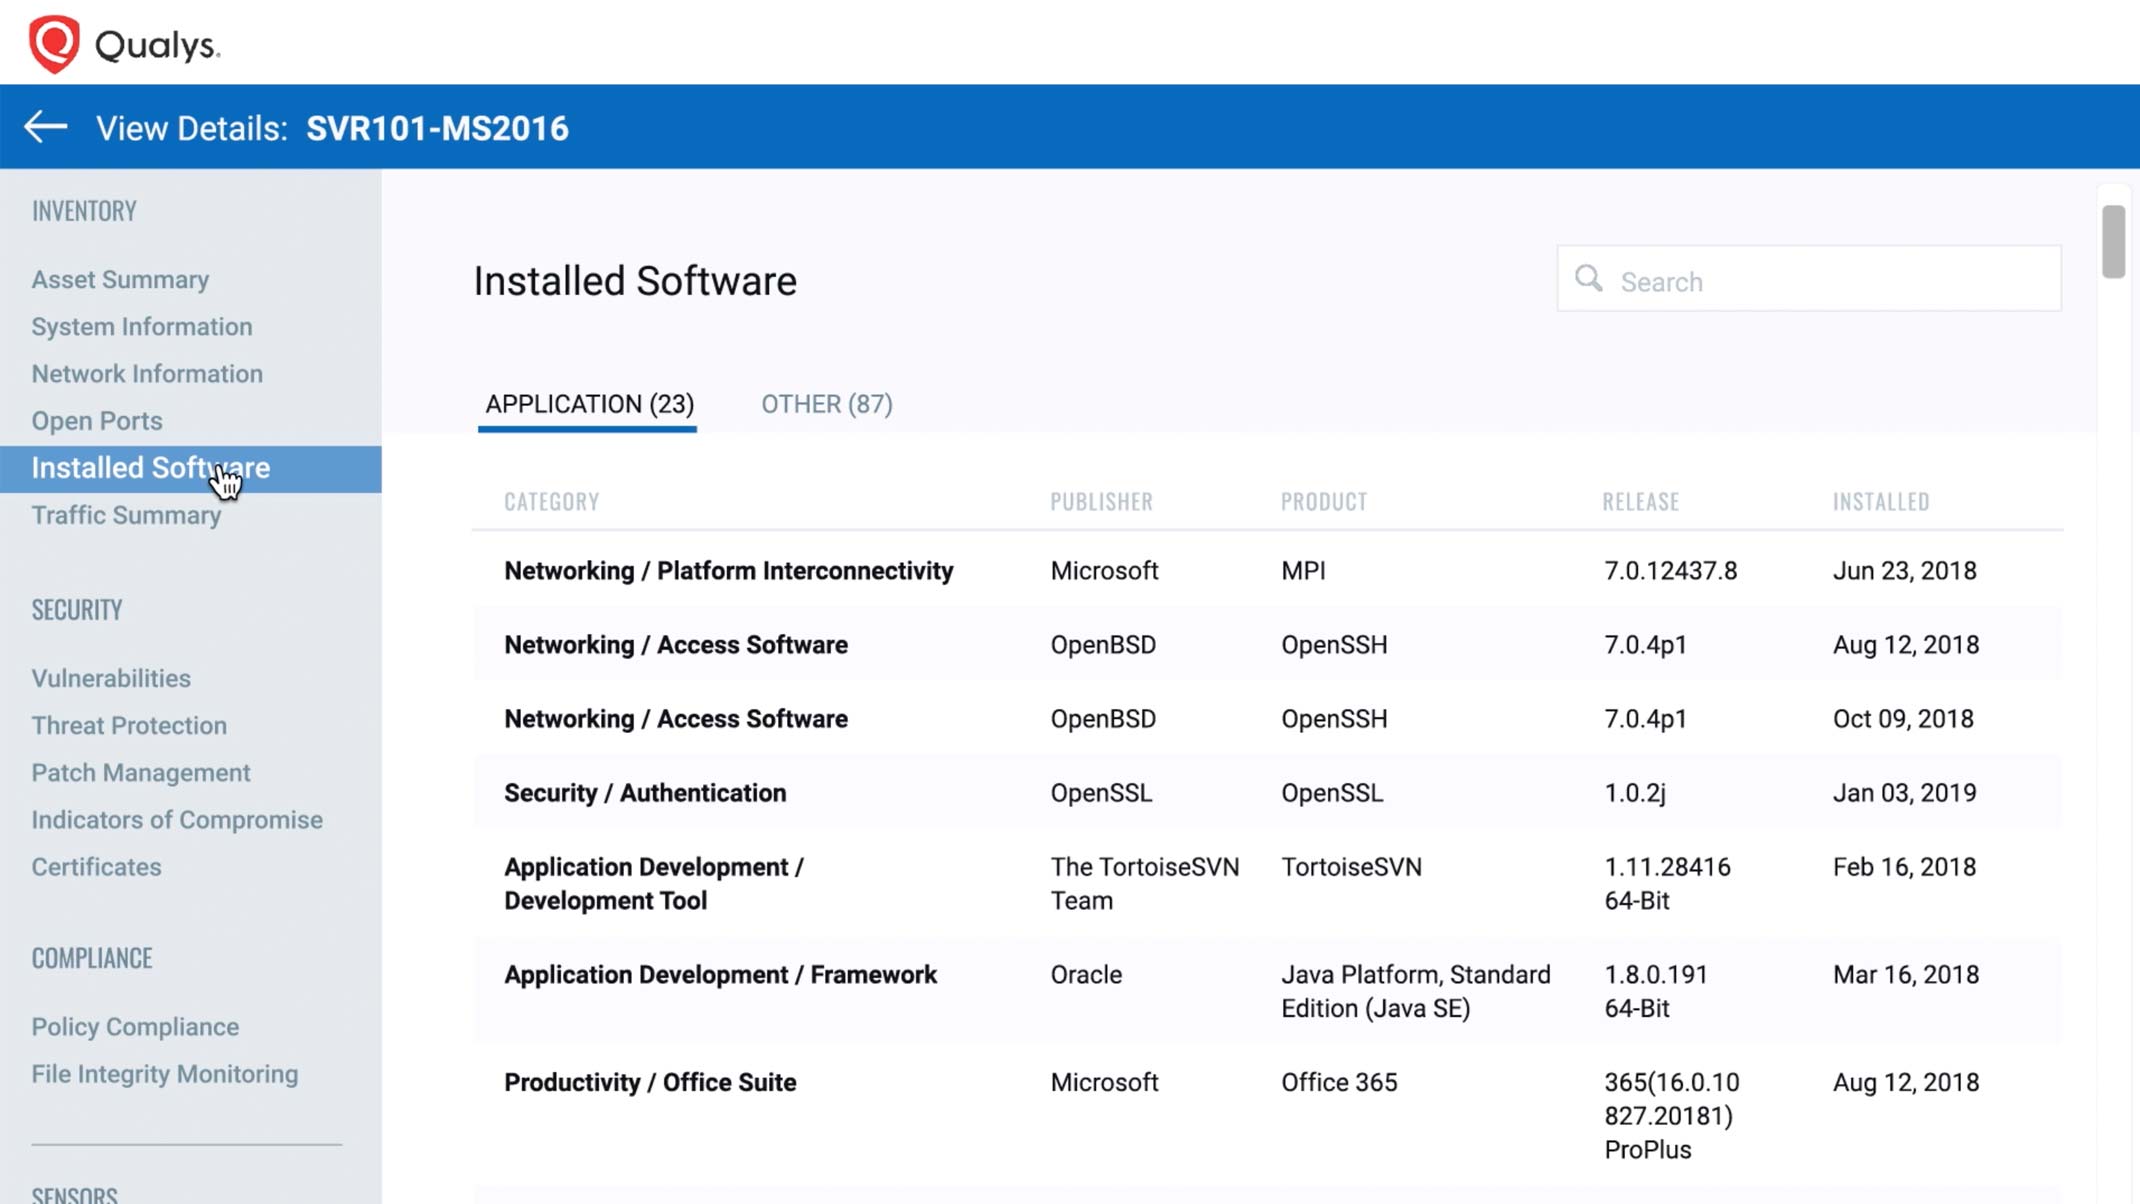 Qualys.
View Details: SVR101-MS2016
INVENTORY
Asset Summary
System Information
Network Information
Open Ports
Installed Software
Traffic Summary
SECURITY
Vulnerabilities
Threat Protection
Patch Management
Indicators of Compromise
Certificates
COMPLIANCE
Policy Compliance
File Integrity Monitoring
SENSORS
Installed Software
Search
APPLICATION (23) OTHER (87)
CATEGORY PUBLISHER PRODUCT RELEASE INSTALLED
Networking / Platform Interconnectivity Microsoft MPI 7.0.12437.8 Jun 23, 2018
Networking / Access Software OpenBSD OpenSSH 7.0.4p1 Aug 12, 2018
Networking / Access Software OpenBSD OpenSSH 7.0.4p1 Oct 09, 2018
Security / Authentication OpenSSL OpenSSL 1.0.2j Jan 03, 2019
Application Development / The TortoiseSVN TortoiseSVN 1.11.28416 Feb 16, 2018
Development Tool Team 64-Bit
Application Development / Framework Oracle Java Platform, Standard 1.8.0.191 Mar 16, 2018
Edition (Java SE) 64-Bit
Productivity / Office Suite Microsoft Office 365 365(16.0.10 Aug 12, 2018
827.20181)
ProPlus